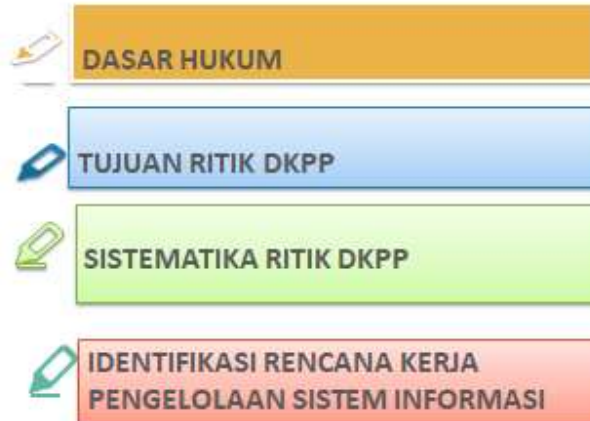 DASAR HUKUM
TUJUAN RITIK DKPP
SISTEMATIKA RITIK DKPP
IDENTIFIKASI RENCANA KERJA
PENGELOLAAN SISTEM INFORMASI